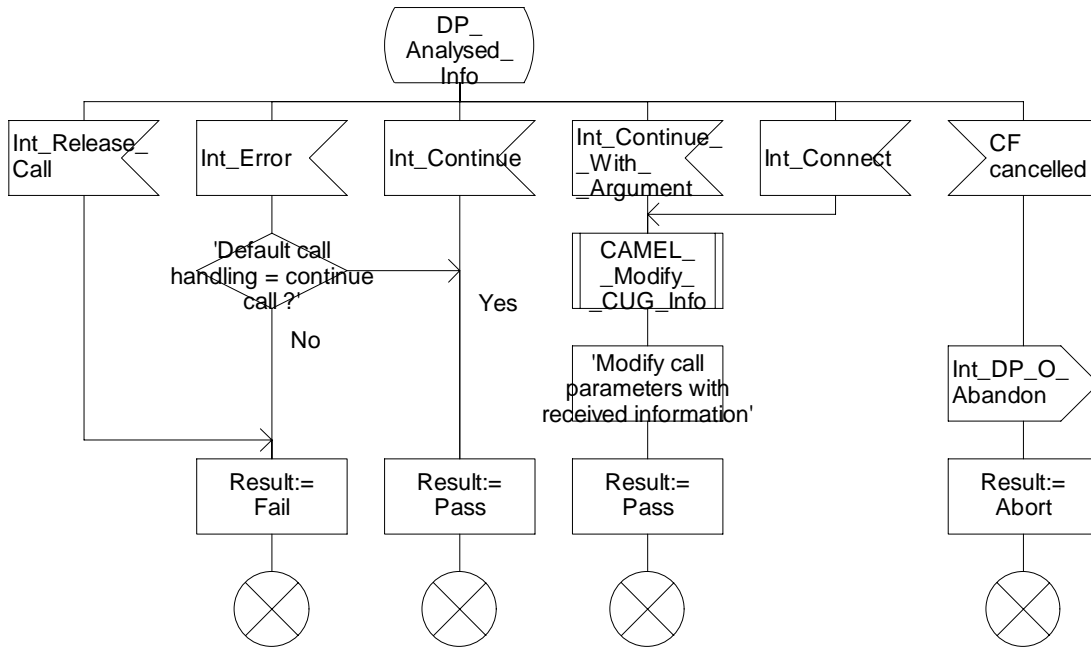 DP_
Analysed_
Info
Int_Release_
Call
Int_Error
Int_Continue
Int_Continue_
_With_
_Argument
Int_Connect
CF
cancelled
'Default call
handling = continue
call ?'
Yes
No
CAMEL_
_Modify_
_CUG_Info
'Modify call
parameters with
received information'
Int_DP_O_
Abandon
Result:=
Fail
Result:=
Pass
Result:=
Pass
Result:=
Abort